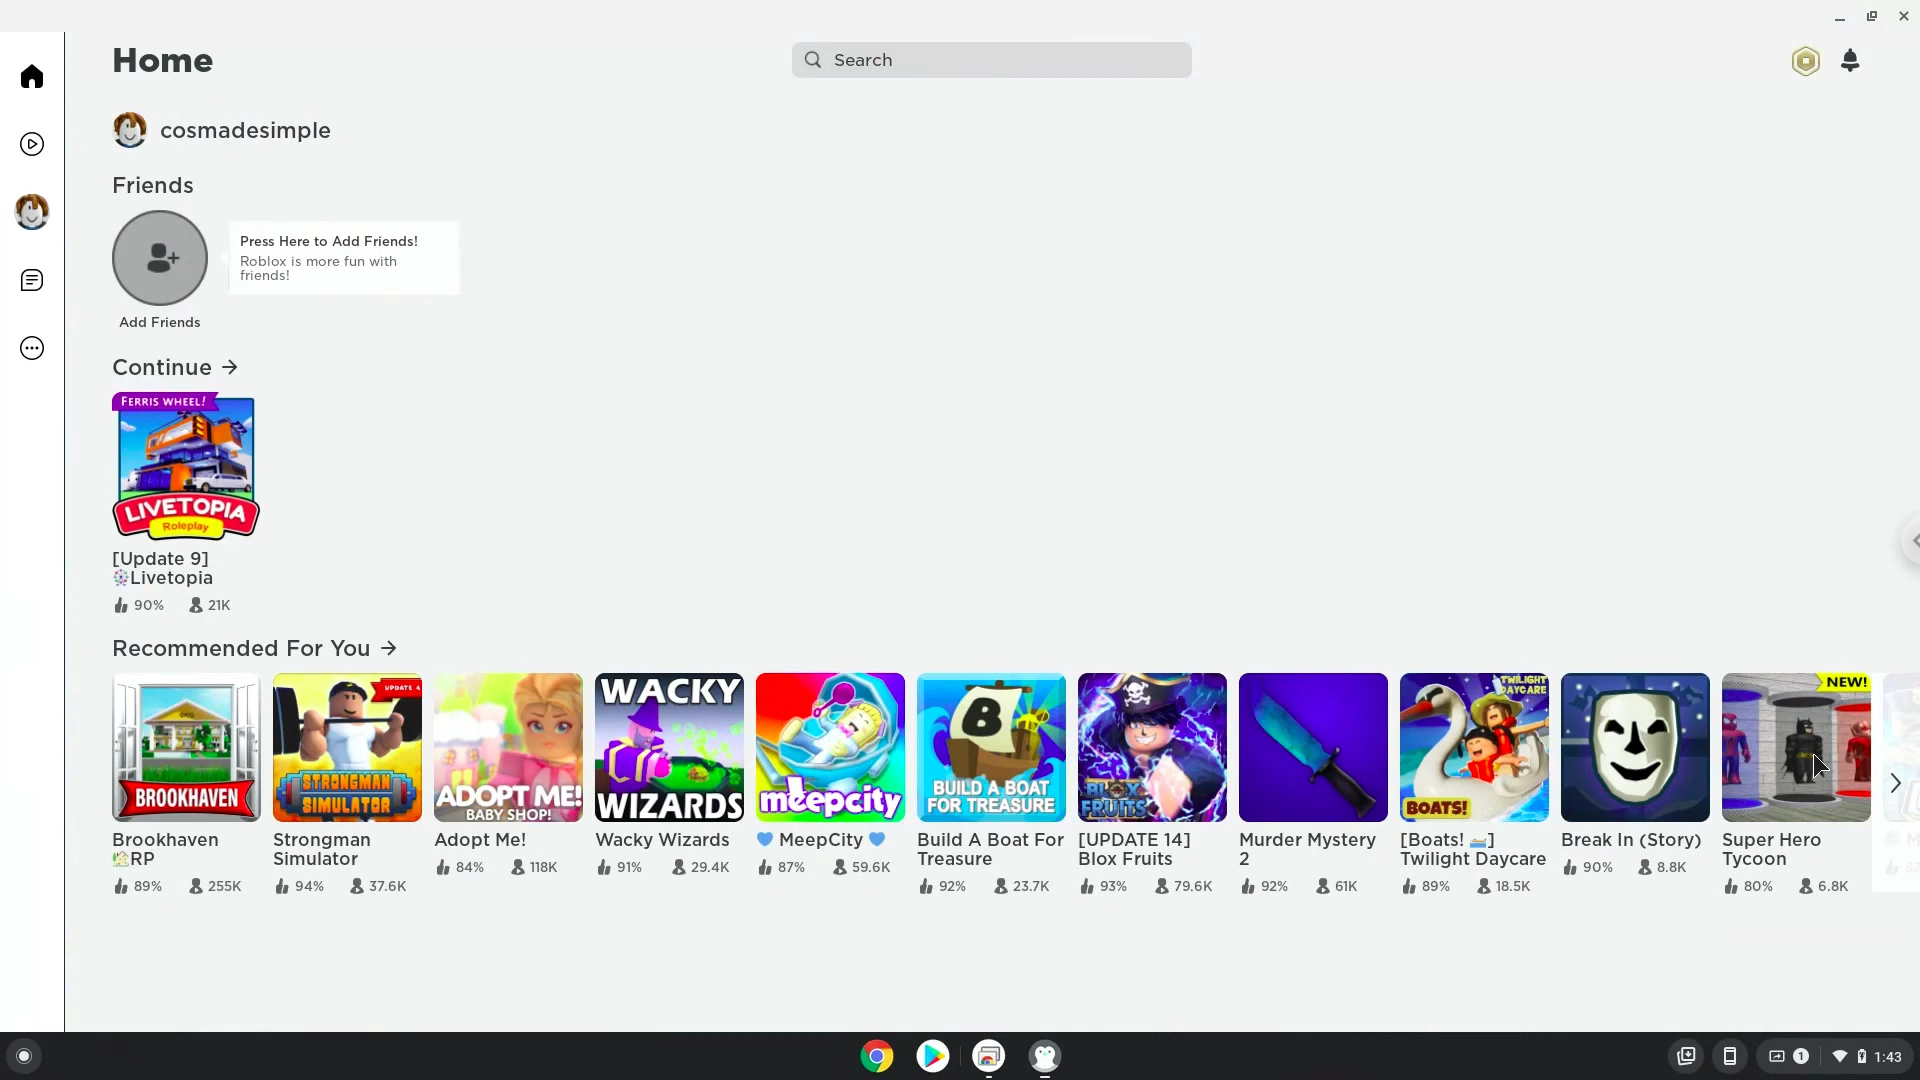 Home
Search
cosmadesimple
Friends
Press Here to Add Friends!
Roblox is more fun with
friends!
Add Friends
Continue →
FERRIS WHEEL!
LIVETOPIA
Roleplay
[Update 9]
🎡Livetopia
90% 21K
Recommended For You →
BROOKHAVEN
Brookhaven
🏡RP
89% 255K
UPDATE 4
STRONGMAN
SIMULATOR
Strongman
Simulator
94% 37.6K
ADOPT ME!
BABY SHOP!
Adopt Me!
84% 118K
WACKY
WIZARDS
Wacky Wizards
91% 29.4K
meepcity
💙 MeepCity 💙
87% 59.6K
B
BUILD A BOAT
FOR TREASURE
Build A Boat For
Treasure
92% 23.7K
BLOX
FRUITS
[UPDATE 14]
Blox Fruits
93% 79.6K
Murder Mystery
2
92% 61K
TWILIGHT
DAYCARE
BOATS!
[Boats! 🚤]
Twilight Daycare
89% 18.5K
Break In (Story)
90% 8.8K
NEW!
Super Hero
Tycoon
80% 6.8K
1 1:43